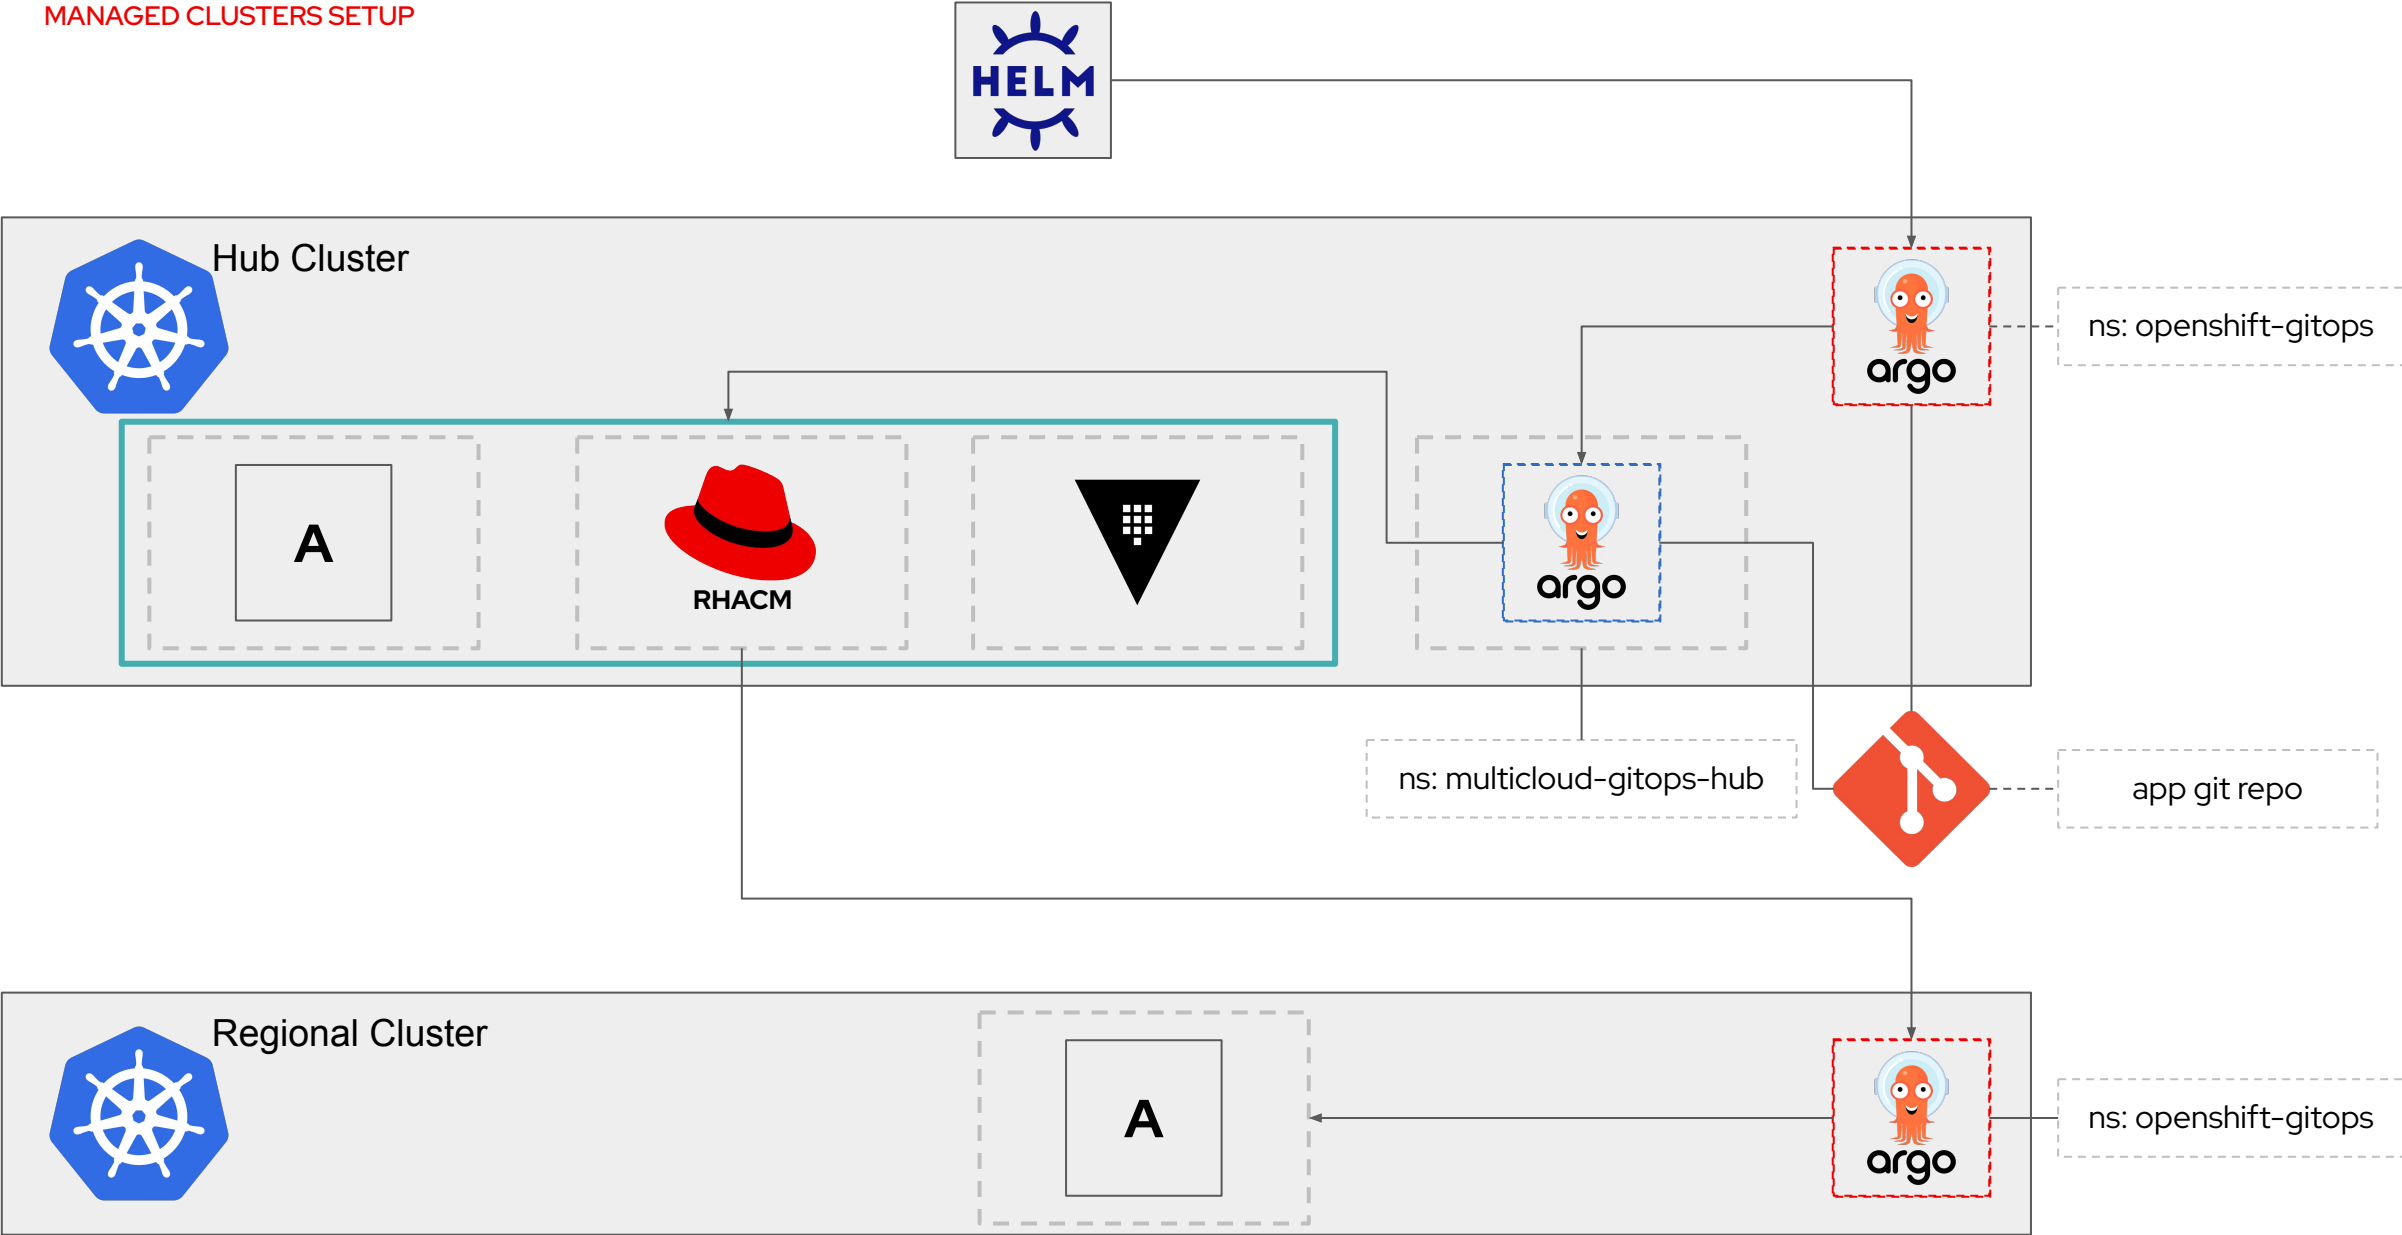 MANAGED CLUSTERS SETUP
HELM
Hub Cluster
argo
ns: openshift-gitops
A
RHACM
argo
ns: multicloud-gitops-hub
app git repo
Regional Cluster
A
argo
ns: openshift-gitops